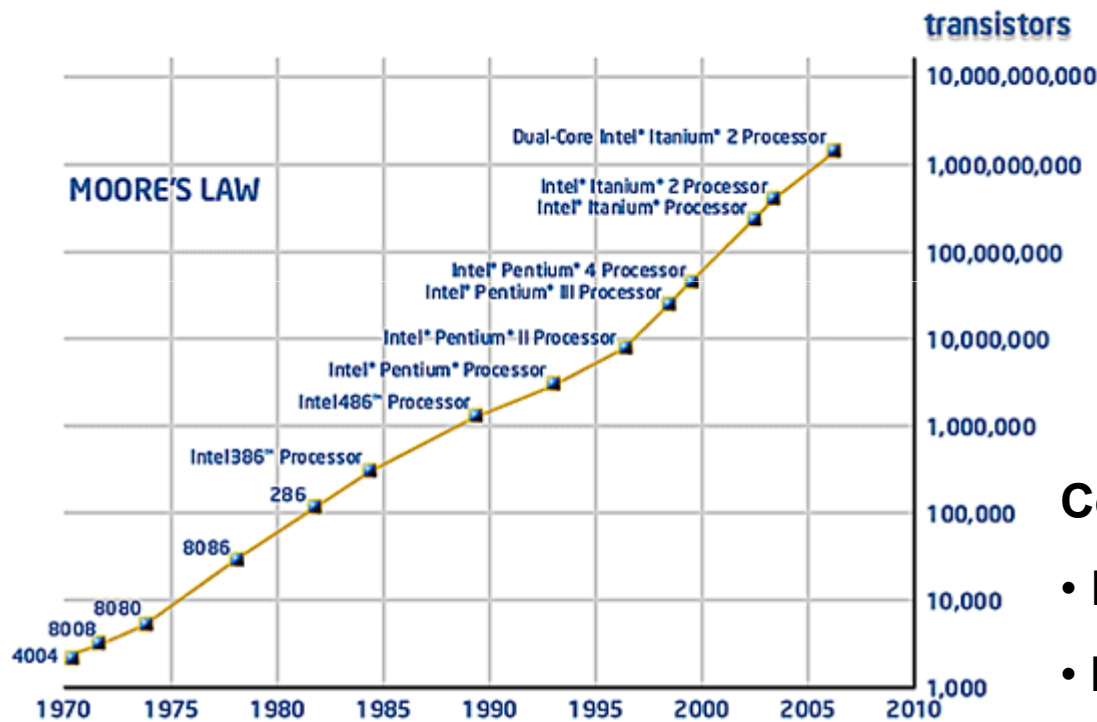 transistors
10,000,000,000
Dual-Core Intel® Itanium® 2 Processor
1,000,000,000
MOORE'S LAW
Intel® Itanium® 2 Processor
Intel® Itanium® Processor
100,000,000
Intel® Pentium® 4 Processor
Intel® Pentium® III Processor
Intel® Pentium® II Processor
10,000,000
Intel® Pentium® Processor
Intel486™ Processor
1,000,000
Intel386™ Processor
286
100,000
8086
8080
10,000
8008
4004
1,000
1970 1975 1980 1985 1990 1995 2000 2005 2010